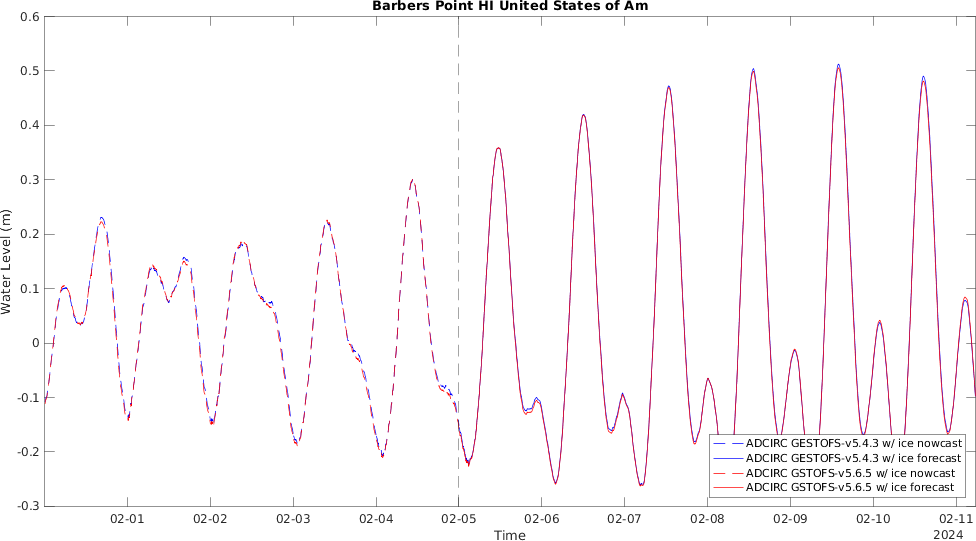 Barbers Point HI United States of Am
0.6
0.5
0.4
0.3
0.2
0.1
0
-0.1
-0.2
-0.3
Water Level (m)
ADCIRC GESTOFS-v5.4.3 w/ ice nowcast
ADCIRC GESTOFS-v5.4.3 w/ ice forecast
ADCIRC GSTOFS-v5.6.5 w/ ice nowcast
ADCIRC GSTOFS-v5.6.5 w/ ice forecast
02-01 02-02 02-03 02-04 02-05 02-06 02-07 02-08 02-09 02-10 02-11
Time 2024